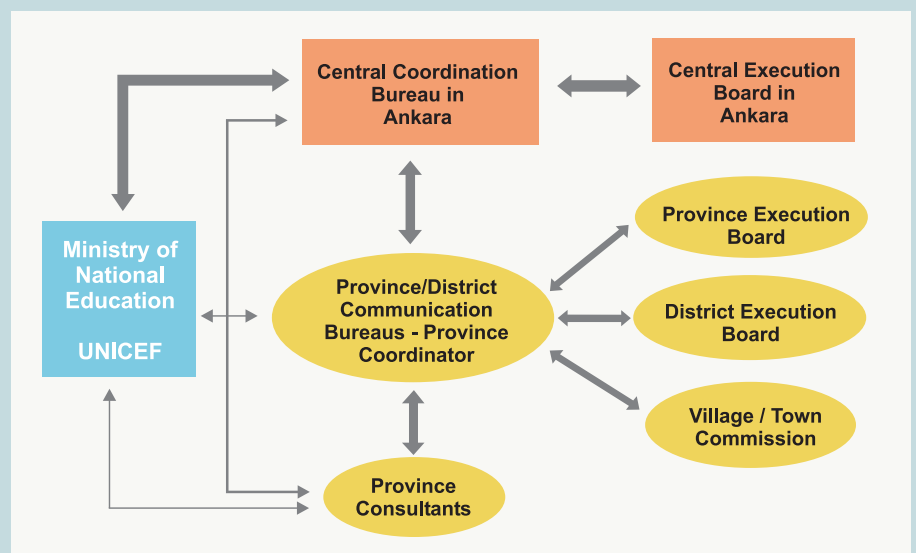 Central Coordination
Bureau in
Ankara
Central Execution
Board in
Ankara
Province Execution
Board
Ministry of
National
Education
UNICEF
Province/District
Communication
Bureaus - Province
Coordinator
District Execution
Board
Village / Town
Commission
Province
Consultants